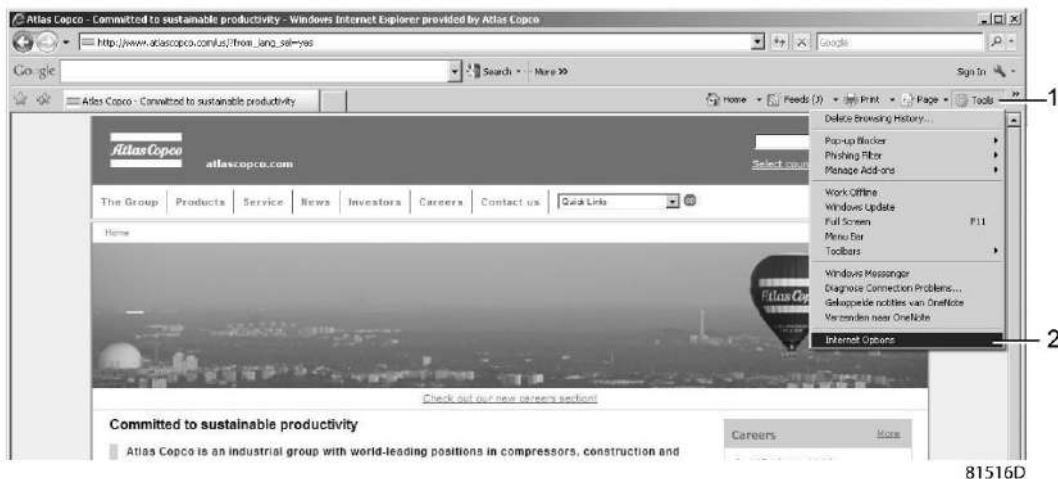 Atlas Copco - Committed to sustainable productivity - Windows Internet Explorer provided by Atlas Copco
http://www.atlascopco.com/us/?from_lang_sel=yes
Google
Google Search More >> Sign In
Atlas Copco - Committed to sustainable productivity Home Feeds (J) Print Page Tools >> 1
Delete Browsing History...
Pop-up Blocker
Phishing Filter
Manage Add-ons
Work Offline
Windows Update
Full Screen F11
Menu Bar
Toolbars
Windows Messenger
Diagnose Connection Problems...
Gekoppelde notities van OneNote
Verzenden naar OneNote
Internet Options 2
Atlas Copco
atlascopco.com
Select coun
The Group Products Service News Investors Careers Contact us Quick Links
Home
Atlas Cop
Check out our new careers section!
Committed to sustainable productivity
Atlas Copco is an industrial group with world-leading positions in compressors, construction and
Careers More
81516D